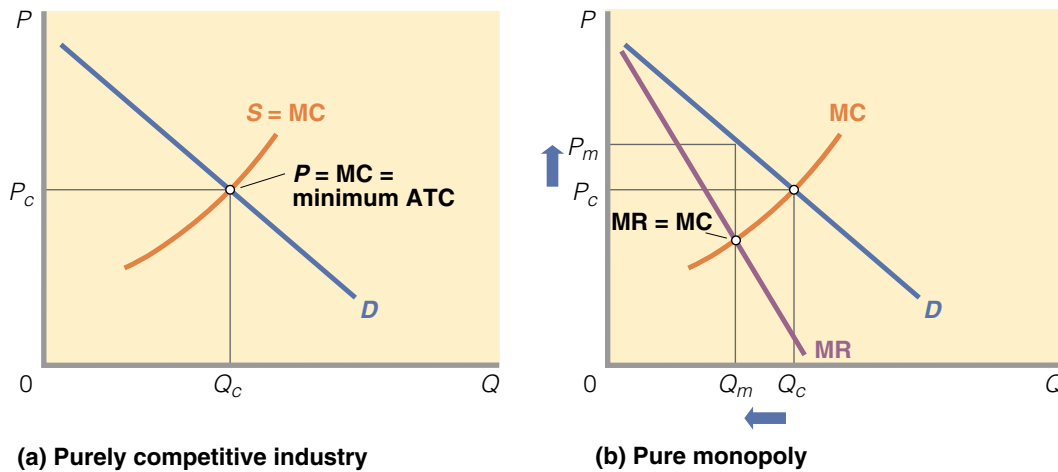 P
S = MC
P = MC =
minimum ATC
Pc
D
0
Qc
Q
(a) Purely competitive industry
P
MC
Pm
Pc
MR = MC
D
MR
0
Qm
Qc
Q
(b) Pure monopoly